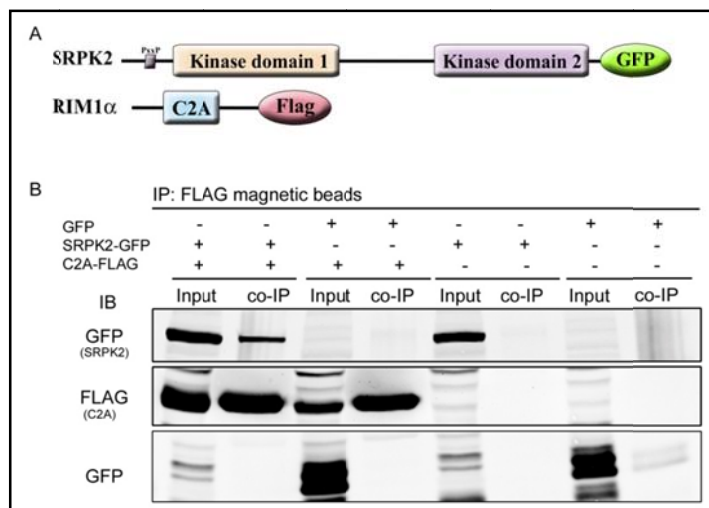 A
SRPK2 PxxP Kinase domain 1 Kinase domain 2 GFP
RIM1α C2A Flag
B
IP: FLAG magnetic beads
GFP - - + + - - + +
SRPK2-GFP + + - - + + - -
C2A-FLAG + + + + - - - -
IB Input co-IP Input co-IP Input co-IP Input co-IP
GFP
(SRPK2)
FLAG
(C2A)
GFP